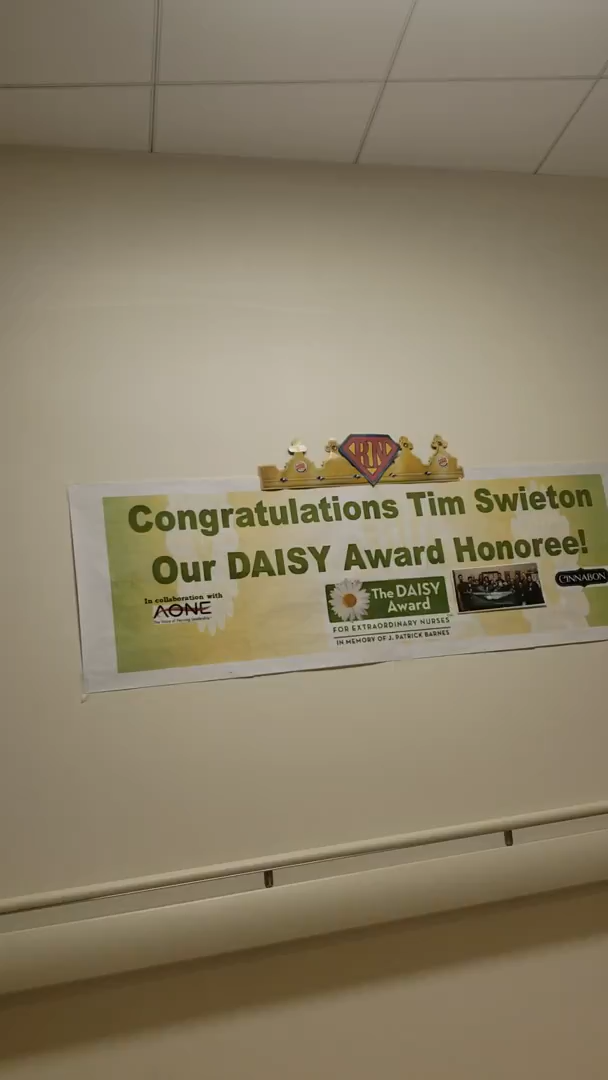 RN
Congratulations Tim Swieton
Our DAISY Award Honoree!
In collaboration with
AONE
The DAISY
Award
FOR EXTRAORDINARY NURSES
IN MEMORY OF J. PATRICK BARNES
CINNABON